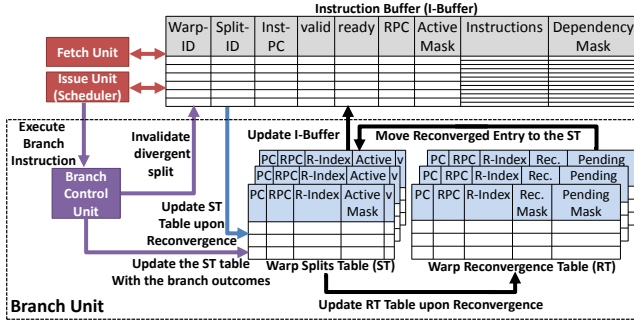 Instruction Buffer (I-Buffer)
Warp-ID Split-ID Inst-PC valid ready RPC Active Mask Instructions Dependency Mask
Fetch Unit
Issue Unit (Scheduler)
Execute Branch Instruction
Invalidate divergent split
Branch Control Unit
Update I-Buffer
Move Reconverged Entry to the ST
PC RPC R-Index Active v
PC RPC R-Index Active v
PC RPC R-Index Active Mask v
PC RPC R-Index Rec. Pending
PC RPC R-Index Rec. Pending
PC RPC R-Index Rec. Mask Pending Mask
Update ST Table upon Reconvergence
Update the ST table With the branch outcomes
Warp Splits Table (ST)
Warp Reconvergence Table (RT)
Update RT Table upon Reconvergence
Branch Unit